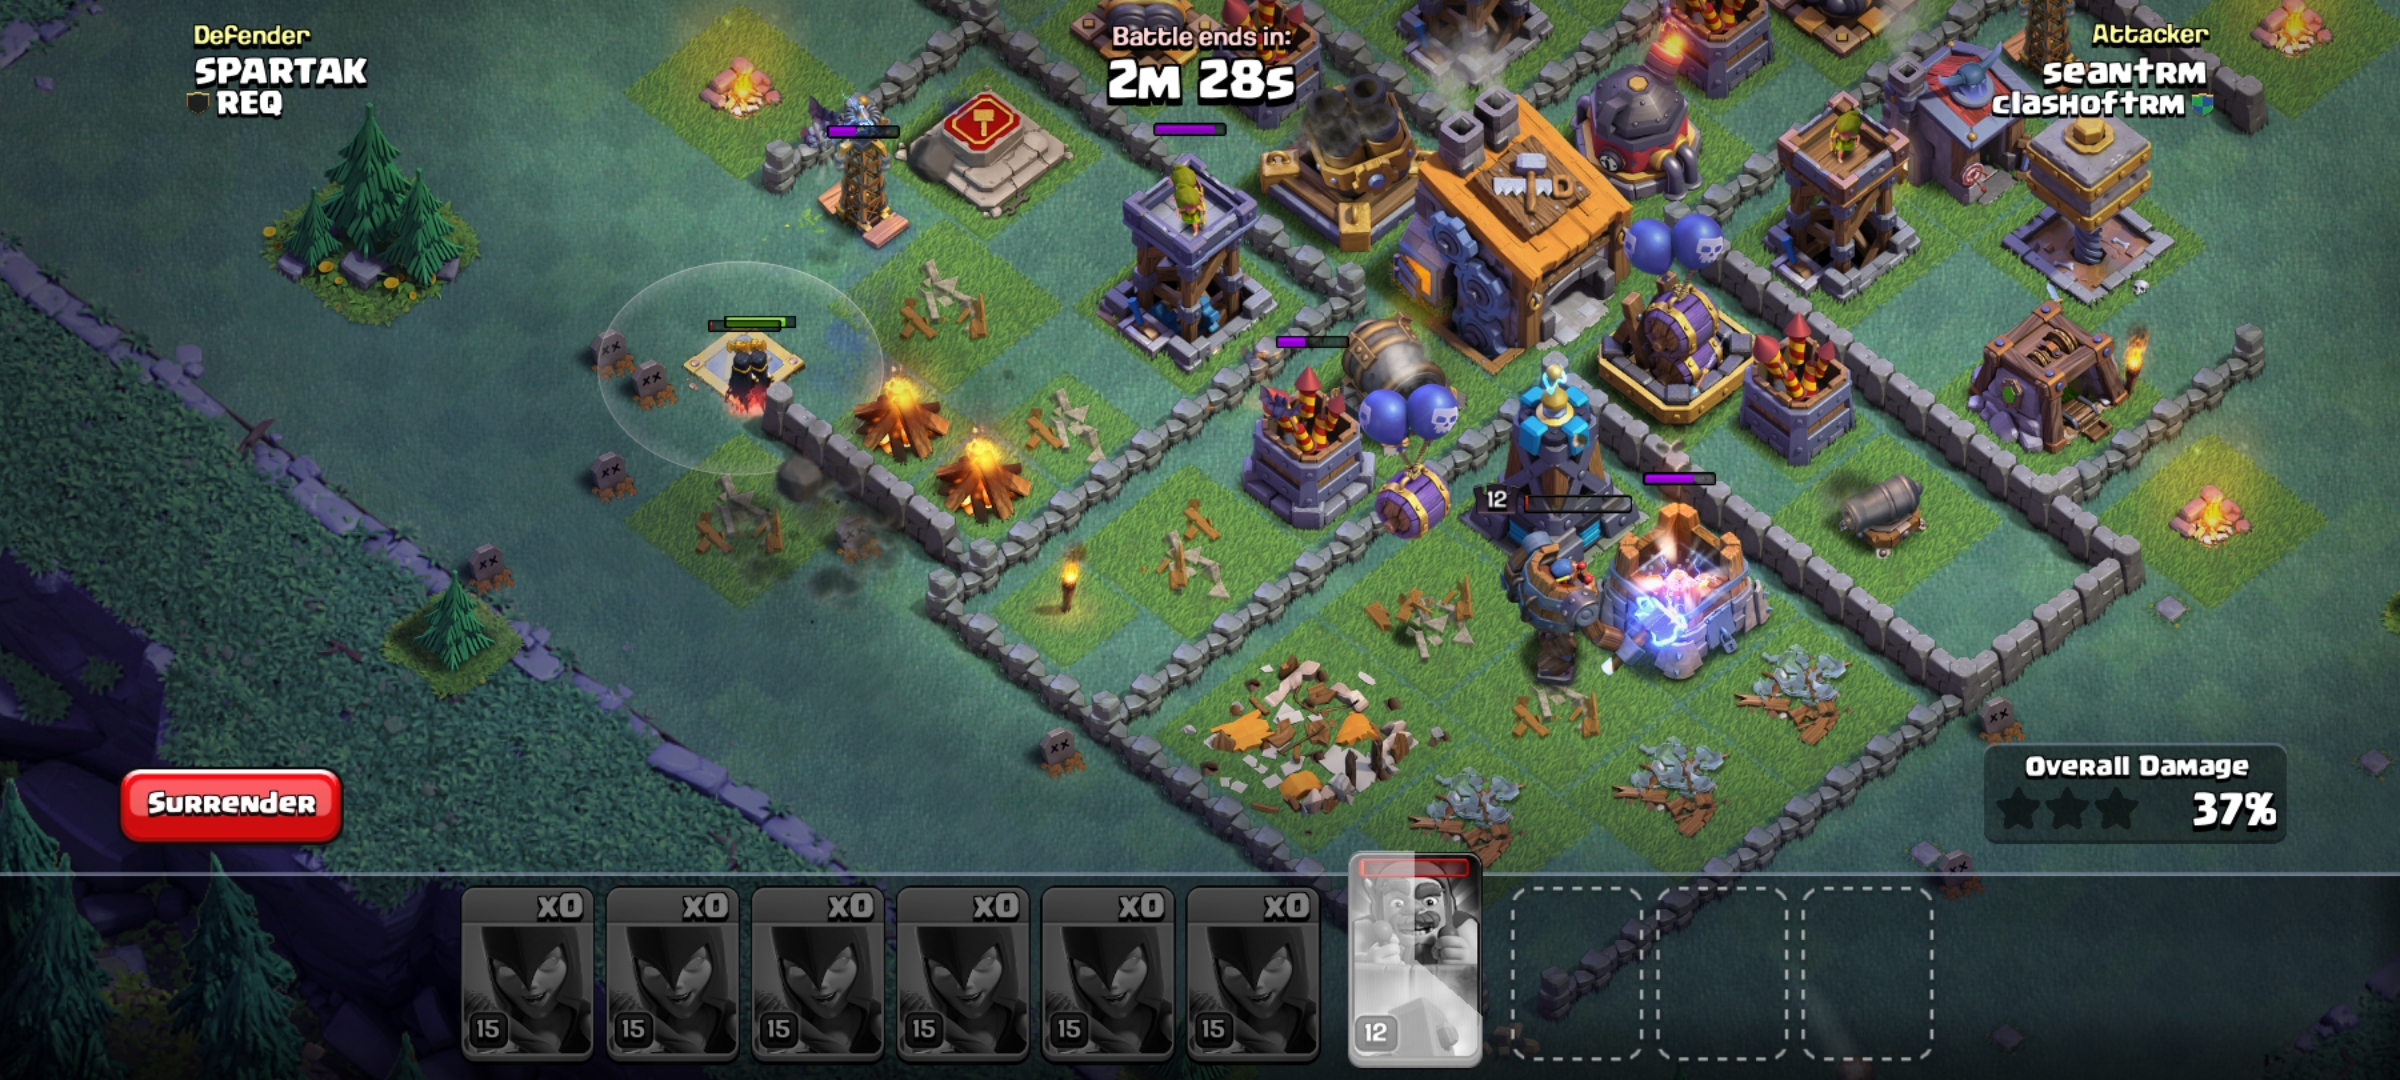 Defender
SPARTAK
REQ
Battle ends in:
2M 28s
Attacker
seantRM
clashoftRM
12
Surrender
Overall Damage
37%
x0
x0
x0
x0
x0
x0
15
15
15
15
15
15
12